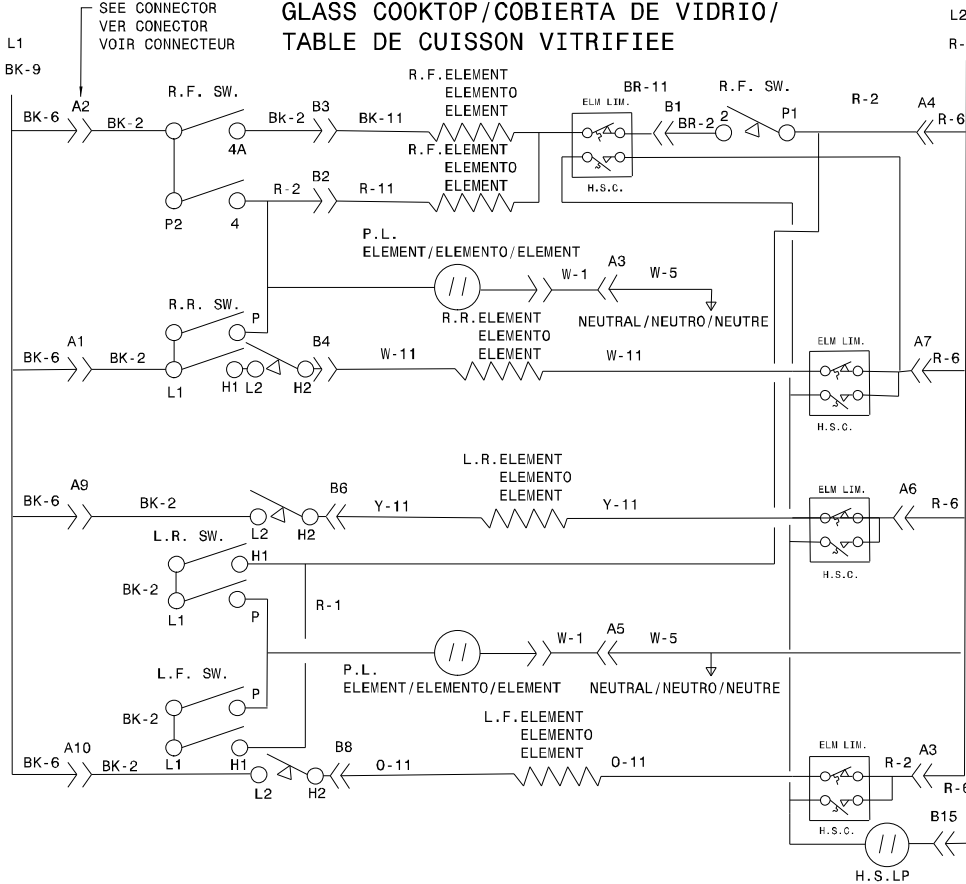 SEE CONNECTOR
VER CONECTOR
VOIR CONNECTEUR
GLASS COOKTOP/COBIERTA DE VIDRIO/
TABLE DE CUISSON VITRIFIEE
L1
BK-9
L2
R-
R.F. SW.
R.F.ELEMENT
ELEMENTO
ELEMENT
BR-11
R.F. SW.
ELM LIM.
BK-6
A2
BK-2
4A
BK-2
B3
BK-11
B1
BR-2
2
P1
R-2
A4
R-6
R.F.ELEMENT
ELEMENTO
ELEMENT
H.S.C.
P2
4
R-2
B2
R-11
P.L.
ELEMENT/ELEMENTO/ELEMENT
W-1
A3
W-5
NEUTRAL/NEUTRO/NEUTRE
R.R. SW.
P
R.R.ELEMENT
ELEMENTO
ELEMENT
ELM LIM.
BK-6
A1
BK-2
L1
H1
L2
H2
B4
W-11
W-11
A7
R-6
H.S.C.
L.R.ELEMENT
ELEMENTO
ELEMENT
ELM LIM.
BK-6
A9
BK-2
L2
H2
B6
Y-11
Y-11
A6
R-6
H.S.C.
L.R. SW.
H1
BK-2
L1
P
R-1
W-1
A5
W-5
P.L.
ELEMENT/ELEMENTO/ELEMENT
NEUTRAL/NEUTRO/NEUTRE
L.F. SW.
P
BK-2
L1
H1
L.F.ELEMENT
ELEMENTO
ELEMENT
ELM LIM.
BK-6
A10
BK-2
L2
H2
B8
O-11
O-11
R-2
A3
R-6
H.S.C.
B15
H.S.LP